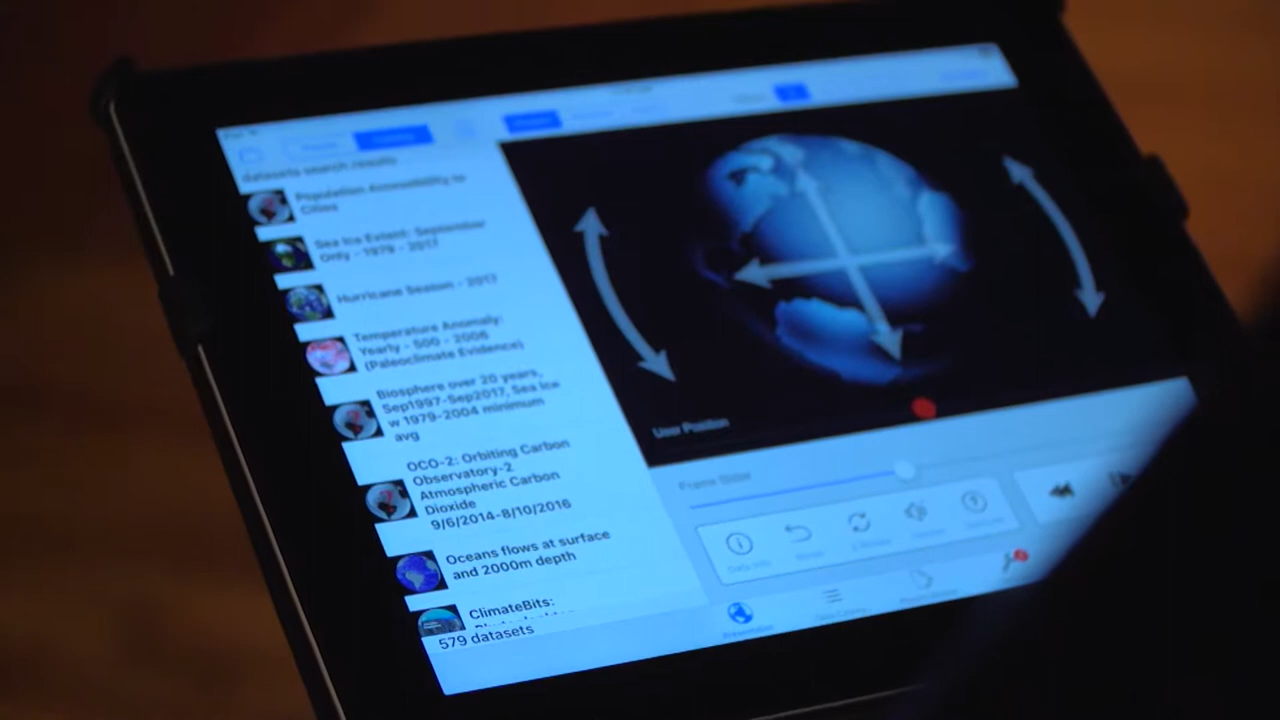 datasets search results
Population Accessibility to
Cities
Sea Ice Extent: September
Only - 1979 - 2017
Hurricane Season - 2017
Temperature Anomaly:
Yearly - 500 - 2006
(Paleoclimate Evidence)
Biosphere over 20 years,
Sep1997-Sep2017, Sea Ice
w 1979-2004 minimum
avg
OCO-2: Orbiting Carbon
Observatory-2
Atmospheric Carbon
Dioxide
9/6/2014-8/10/2016
Oceans flows at surface
and 2000m depth
ClimateBits:
579 datasets
User Position
Frame Slider
Data Info
Presentation